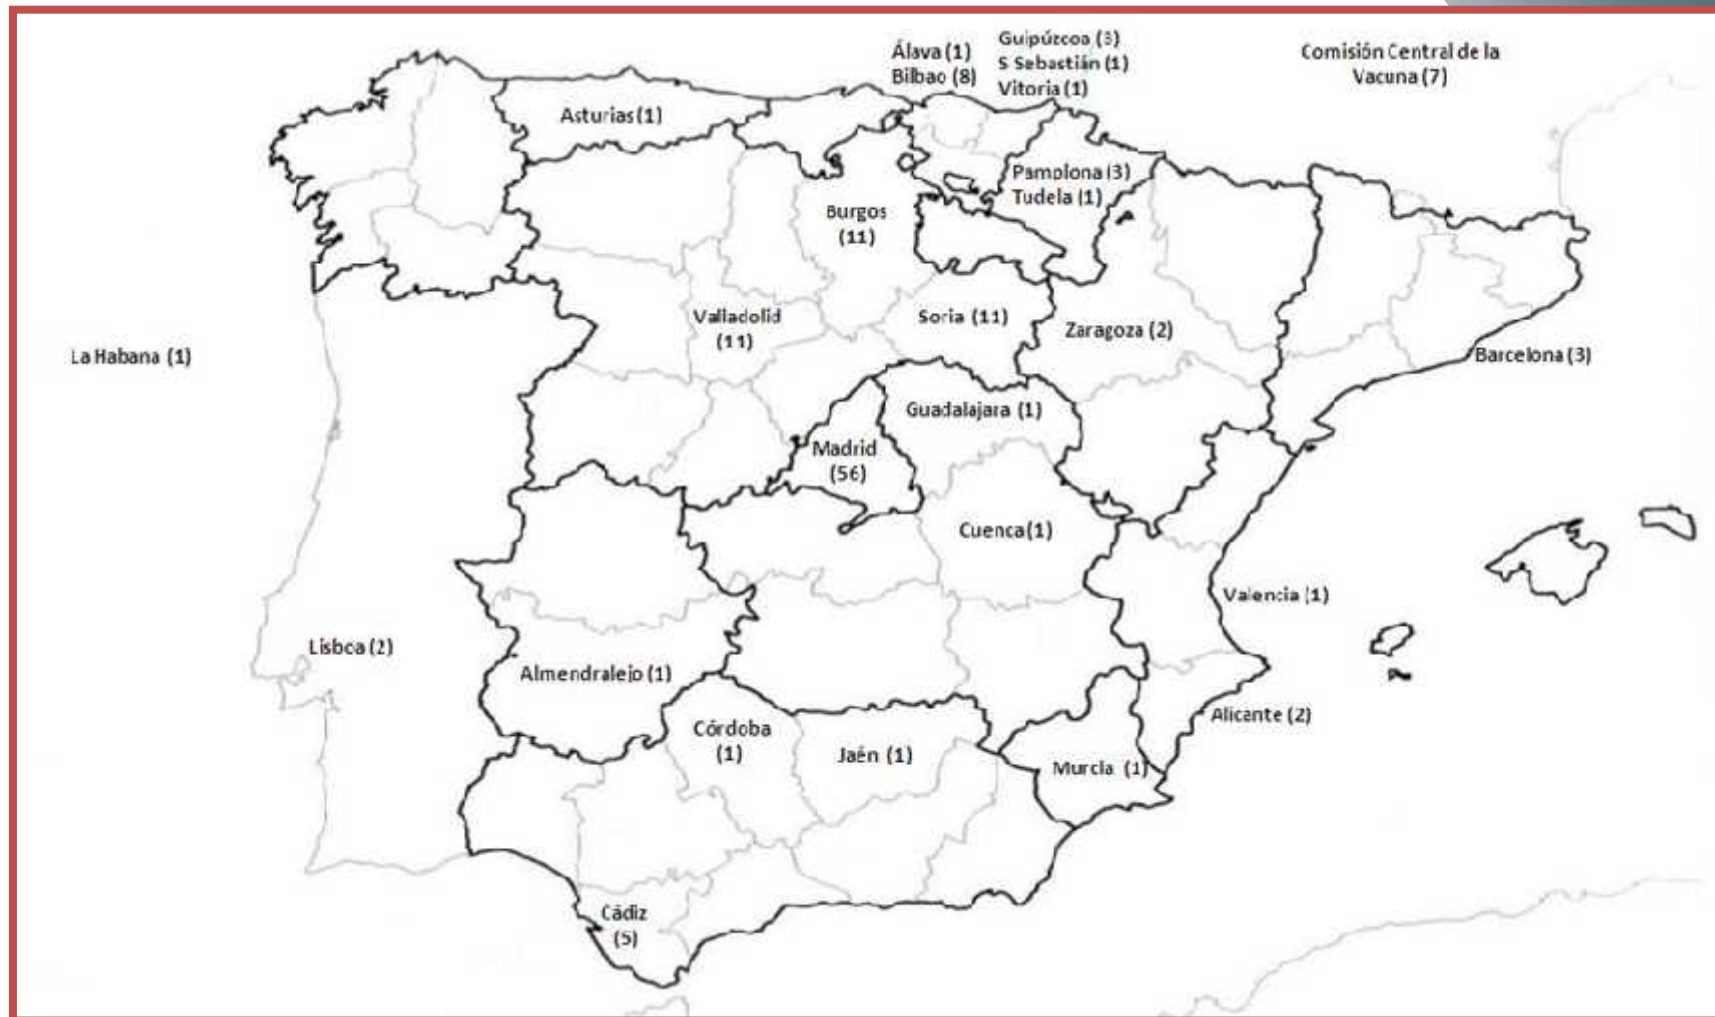 Álava (1)
Bilbao (8)
Guipúzcoa (3)
S Sebastián (1)
Vitoria (1)
Comisión Central de la
Vacuna (7)
Asturias (1)
Pamplona (3)
Tudela (1)
Burgos
(11)
La Habana (1)
Valladolid
(11)
Soria (11)
Zaragoza (2)
Barcelona (3)
Guadalajara (1)
Madrid
(56)
Cuenca (1)
Valencia (1)
Lisboa (2)
Almendralejo (1)
Alicante (2)
Córdoba
(1)
Jaén (1)
Murcia (1)
Cádiz
(5)